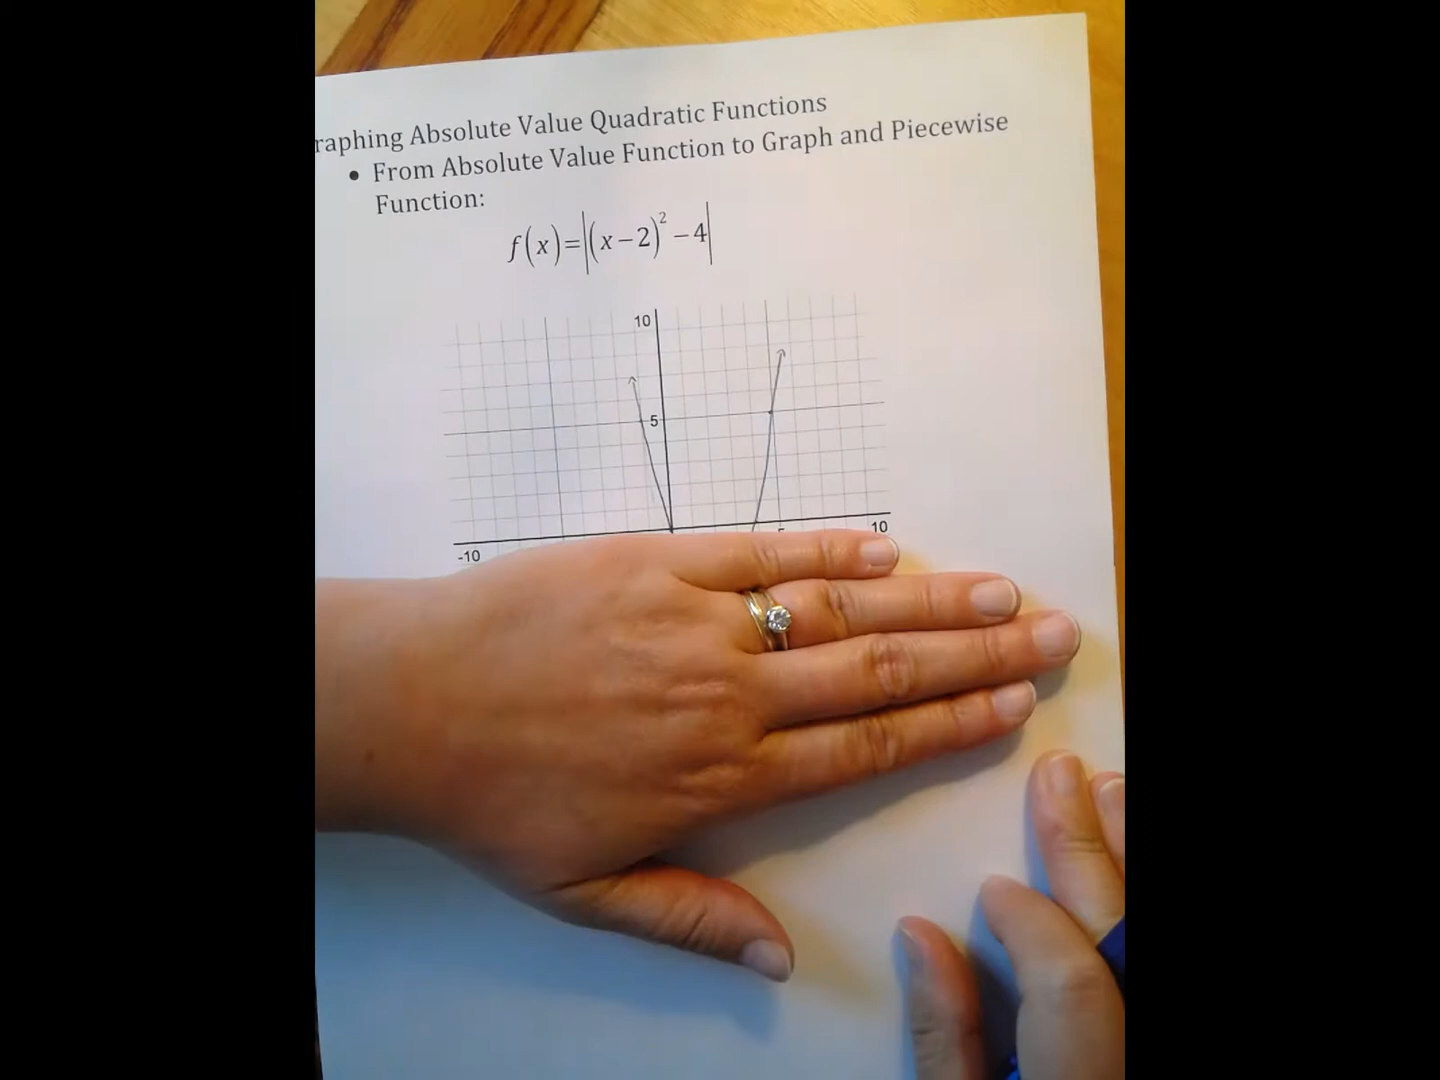 raphing Absolute Value Quadratic Functions
• From Absolute Value Function to Graph and Piecewise
Function:
f(x)=|(x−2)²−4|
10
5
-10 10